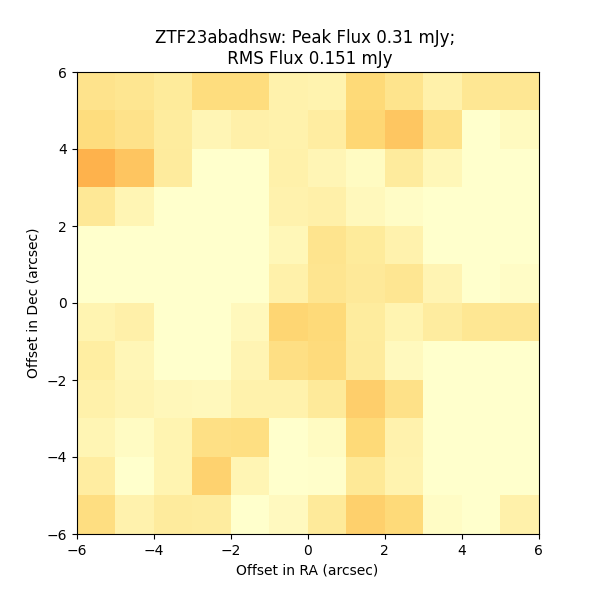 ZTF23abadhsw: Peak Flux 0.31 mJy;
RMS Flux 0.151 mJy
6
4
2
0
−2
−4
−6
Offset in Dec (arcsec)
−6 −4 −2 0 2 4 6
Offset in RA (arcsec)